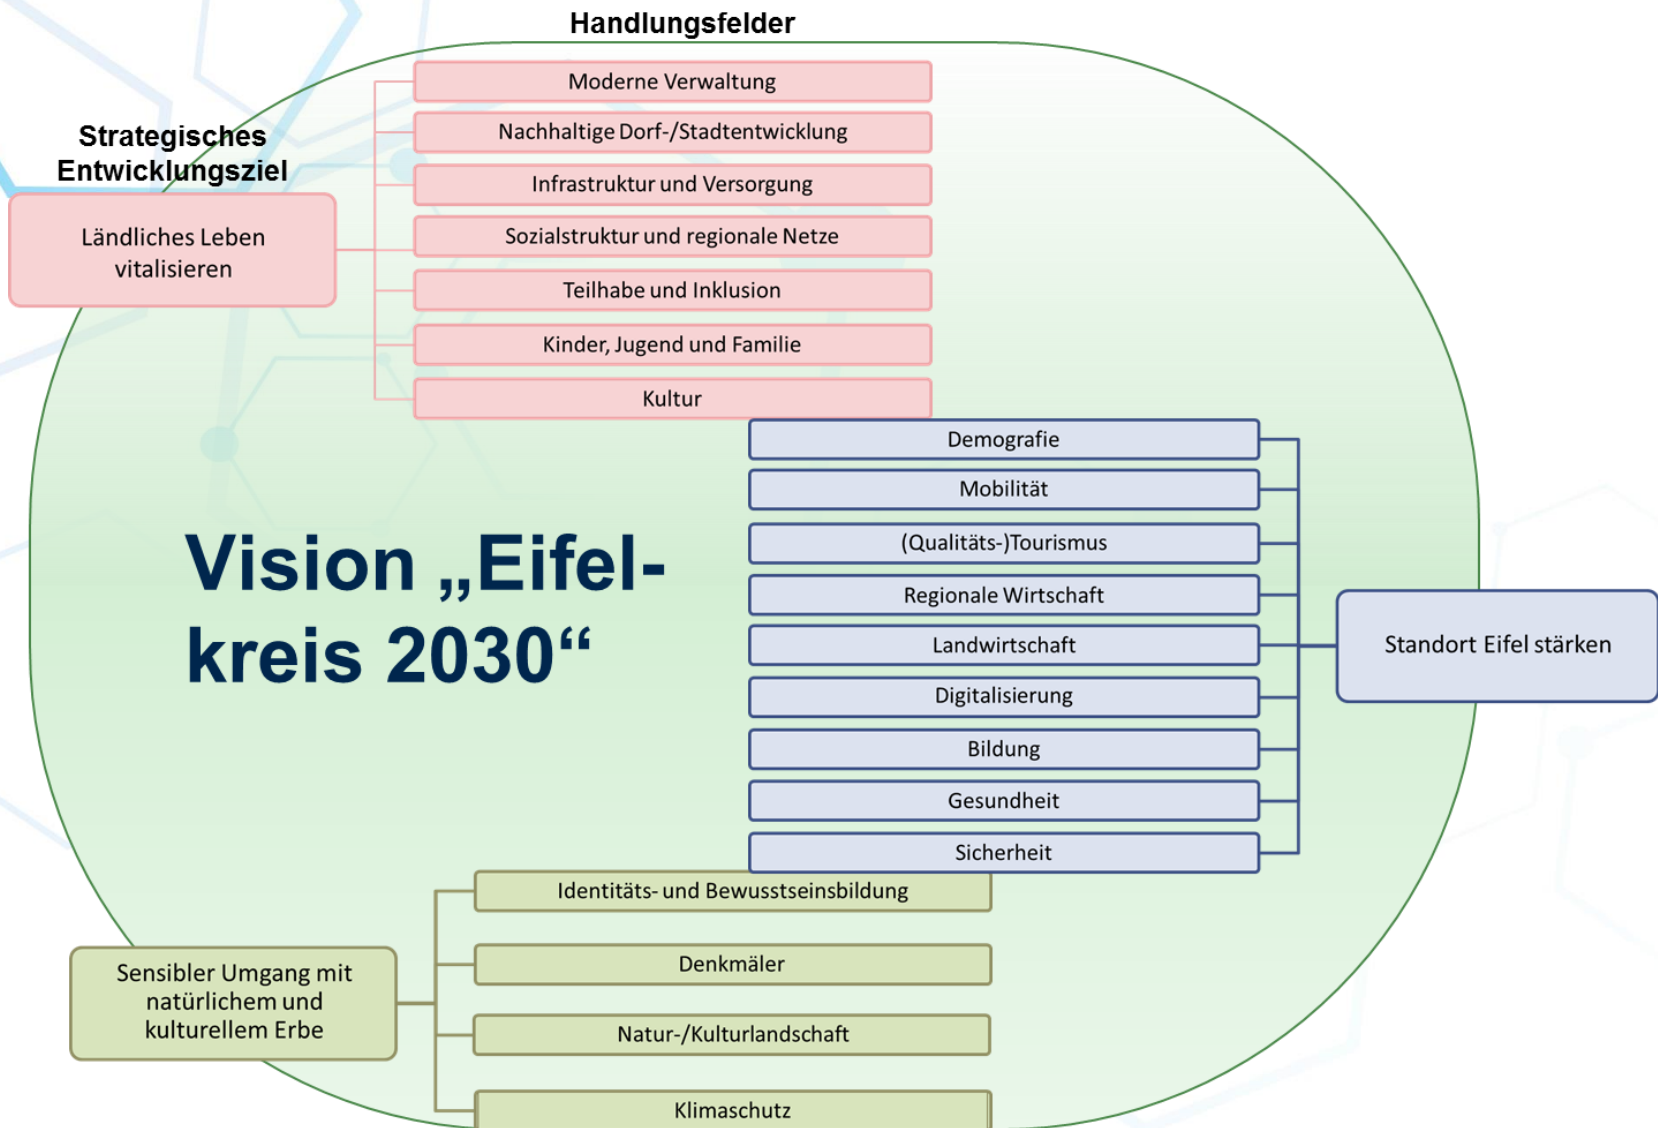 Handlungsfelder
Strategisches
Entwicklungsziel
Ländliches Leben
vitalisieren
Moderne Verwaltung
Nachhaltige Dorf-/Stadtentwicklung
Infrastruktur und Versorgung
Sozialstruktur und regionale Netze
Teilhabe und Inklusion
Kinder, Jugend und Familie
Kultur
Vision „Eifel-
kreis 2030“
Demografie
Mobilität
(Qualitäts-)Tourismus
Regionale Wirtschaft
Landwirtschaft
Digitalisierung
Bildung
Gesundheit
Sicherheit
Standort Eifel stärken
Sensibler Umgang mit
natürlichem und
kulturellem Erbe
Identitäts- und Bewusstseinsbildung
Denkmäler
Natur-/Kulturlandschaft
Klimaschutz